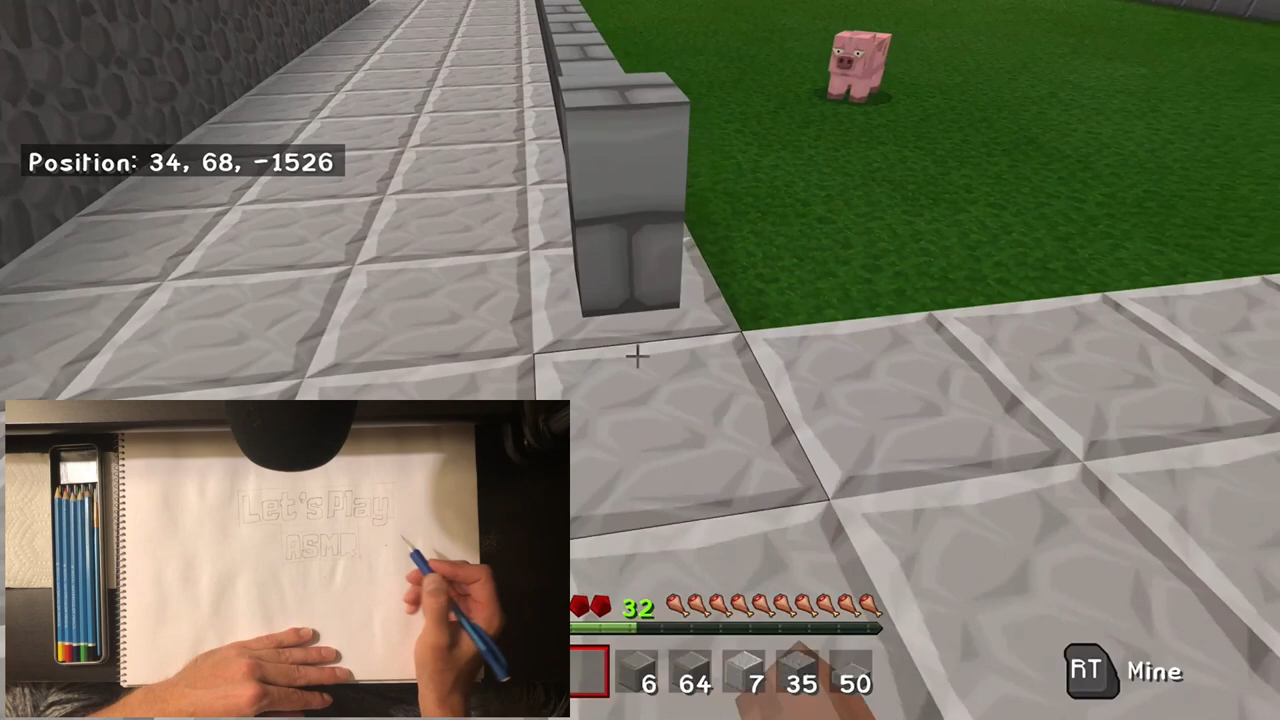 Position: 34, 68, -1526
Let's Play
ASMR
32
6 64 7 35 50
RT Mine